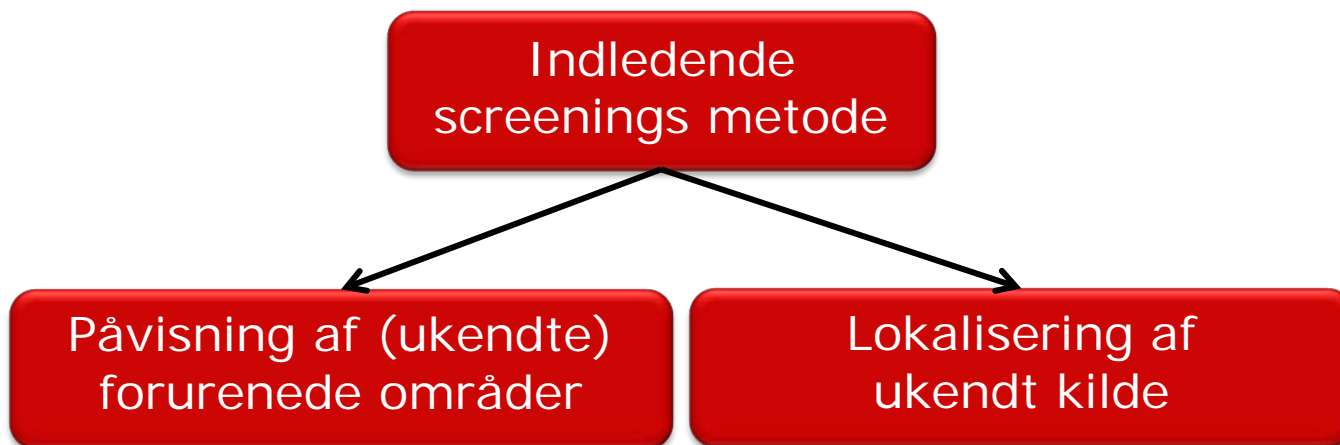 Indledende
screenings metode
Påvisning af (ukendte)
forurenede områder
Lokalisering af
ukendt kilde